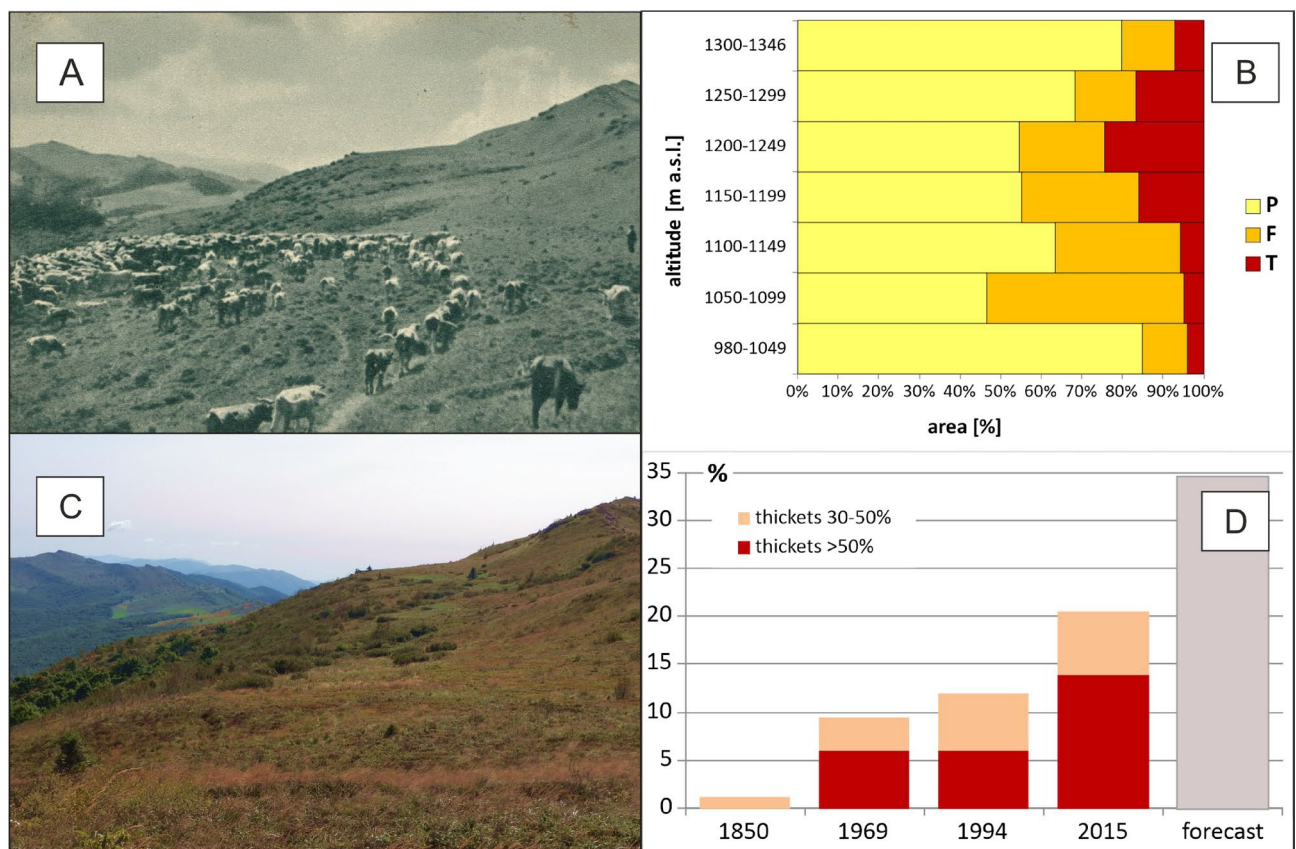 A
B
altitude [m a.s.l.]
1300-1346
1250-1299
1200-1249
1150-1199
1100-1149
1050-1099
980-1049
0% 10% 20% 30% 40% 50% 60% 70% 80% 90% 100%
area [%]
P
F
T
C
D
%
35
30
25
20
15
10
5
0
thickets 30-50%
thickets >50%
1850 1969 1994 2015 forecast